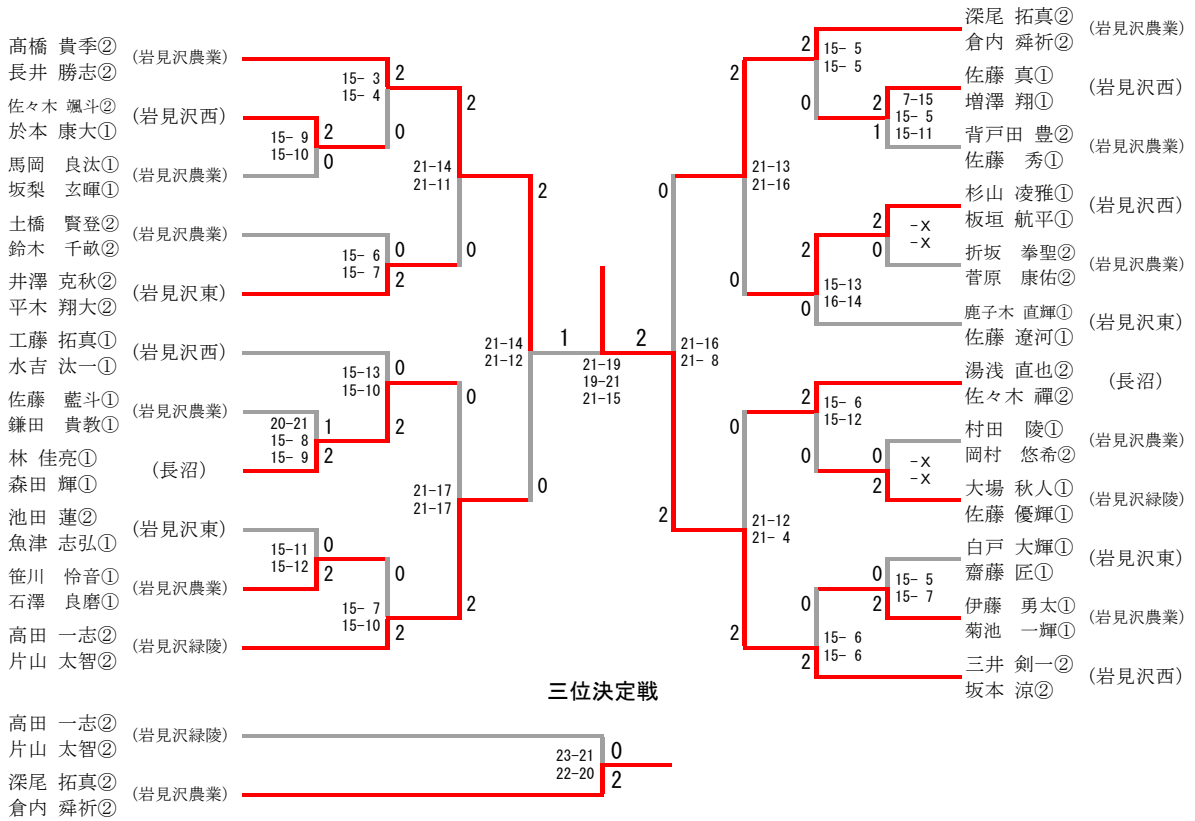 髙橋 貴季②
長井 勝志②
(岩見沢農業)
佐々木 颯斗②
於本 康大①
(岩見沢西)
馬岡 良汰①
坂梨 玄暉①
(岩見沢農業)
土橋 賢登②
鈴木 千畝②
(岩見沢農業)
井澤 克秋②
平木 翔大②
(岩見沢東)
工藤 拓真①
水吉 汰一①
(岩見沢西)
佐藤 藍斗①
鎌田 貴教①
(岩見沢農業)
林 佳亮①
森田 輝①
(長沼)
池田 蓮②
魚津 志弘①
(岩見沢東)
笹川 怜音①
石澤 良磨①
(岩見沢農業)
高田 一志②
片山 太智②
(岩見沢緑陵)
15- 9
15-10
2
0
15- 3
15- 4
2
0
15- 6
15- 7
0
2
21-14
21-11
2
0
20-21
15- 8
15- 9
1
2
15-13
15-10
0
2
15-11
15-12
0
2
15- 7
15-10
0
2
21-17
21-17
0
2
21-14
21-12
2
0
1
2
21-19
19-21
21-15
深尾 拓真②
倉内 舜祈②
(岩見沢農業)
佐藤 真①
増澤 翔①
(岩見沢西)
背戸田 豊②
佐藤 秀①
(岩見沢農業)
杉山 凌雅①
板垣 航平①
(岩見沢西)
折坂 拳聖②
菅原 康佑②
(岩見沢農業)
鹿子木 直輝①
佐藤 遼河①
(岩見沢東)
湯浅 直也②
佐々木 禪②
(長沼)
村田 陵①
岡村 悠希②
(岩見沢農業)
大場 秋人①
佐藤 優輝①
(岩見沢緑陵)
白戸 大輝①
齋藤 匠①
(岩見沢東)
伊藤 勇太①
菊池 一輝①
(岩見沢農業)
三井 剣一②
坂本 涼②
(岩見沢西)
2
1
7-15
15- 5
15-11
2
0
15- 5
15- 5
2
0
-X
-X
2
0
15-13
16-14
2
0
21-13
21-16
0
2
-X
-X
2
0
15- 6
15-12
0
2
15- 5
15- 7
0
2
15- 6
15- 6
0
2
21-12
21- 4
0
2
21-16
21- 8
三位決定戦
高田 一志②
片山 太智②
(岩見沢緑陵)
深尾 拓真②
倉内 舜祈②
(岩見沢農業)
23-21
22-20
0
2